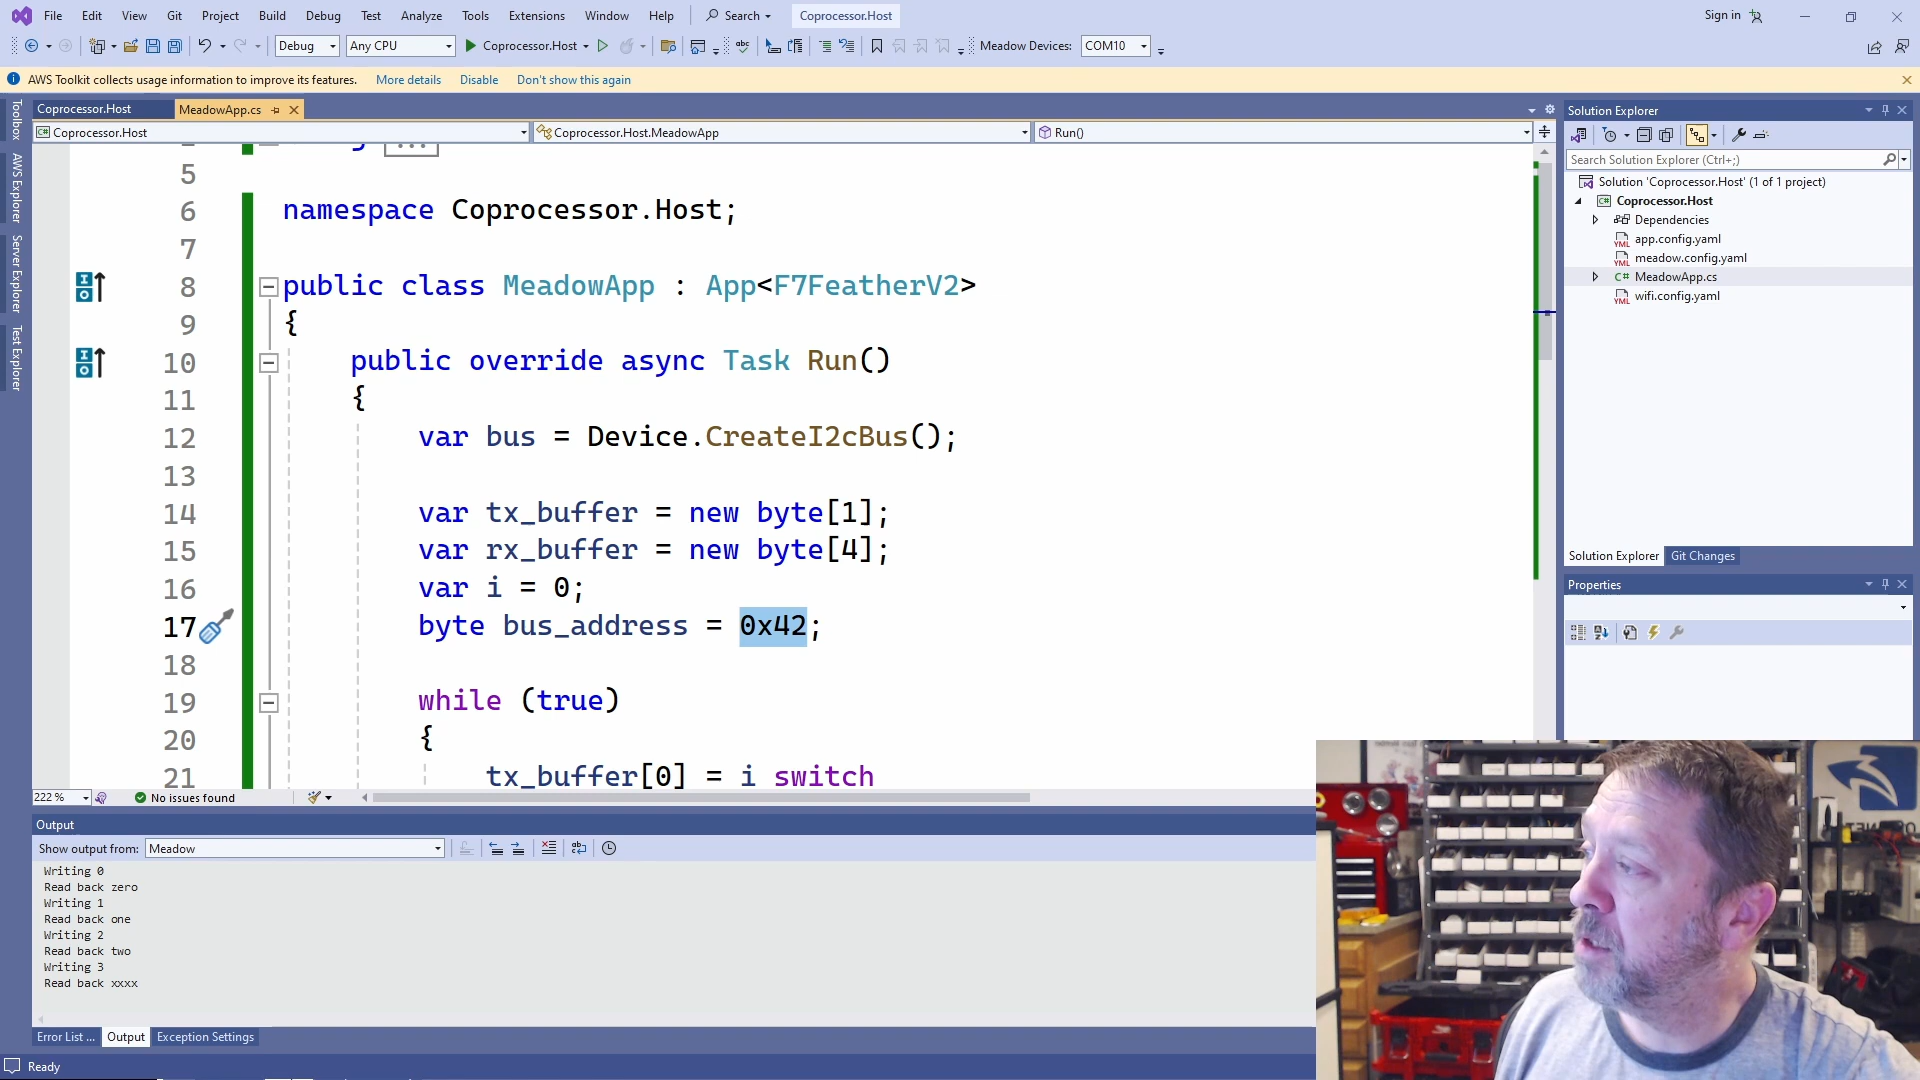 File Edit View Git Project Build Debug Test Analyze Tools Extensions Window Help Search Coprocessor.Host Sign in
Debug Any CPU Coprocessor.Host Meadow Devices: COM10
AWS Toolkit collects usage information to improve its features. More details Disable Don't show this again
Coprocessor.Host MeadowApp.cs
Coprocessor.Host Coprocessor.Host.MeadowApp Run()
Toolbox
AWS Explorer
Server Explorer
Test Explorer
...
5
6 namespace Coprocessor.Host;
7
8 public class MeadowApp : App<F7FeatherV2>
9 {
10 public override async Task Run()
11 {
12 var bus = Device.CreateI2cBus();
13
14 var tx_buffer = new byte[1];
15 var rx_buffer = new byte[4];
16 var i = 0;
17 byte bus_address = 0x42;
18
19 while (true)
20 {
21 tx_buffer[0] = i switch
222 % No issues found
Output
Show output from: Meadow
Writing 0
Read back zero
Writing 1
Read back one
Writing 2
Read back two
Writing 3
Read back xxxx
Error List ... Output Exception Settings
Ready
Solution Explorer
Search Solution Explorer (Ctrl+;)
Solution 'Coprocessor.Host' (1 of 1 project)
Coprocessor.Host
Dependencies
app.config.yaml
meadow.config.yaml
C# MeadowApp.cs
wifi.config.yaml
Solution Explorer Git Changes
Properties